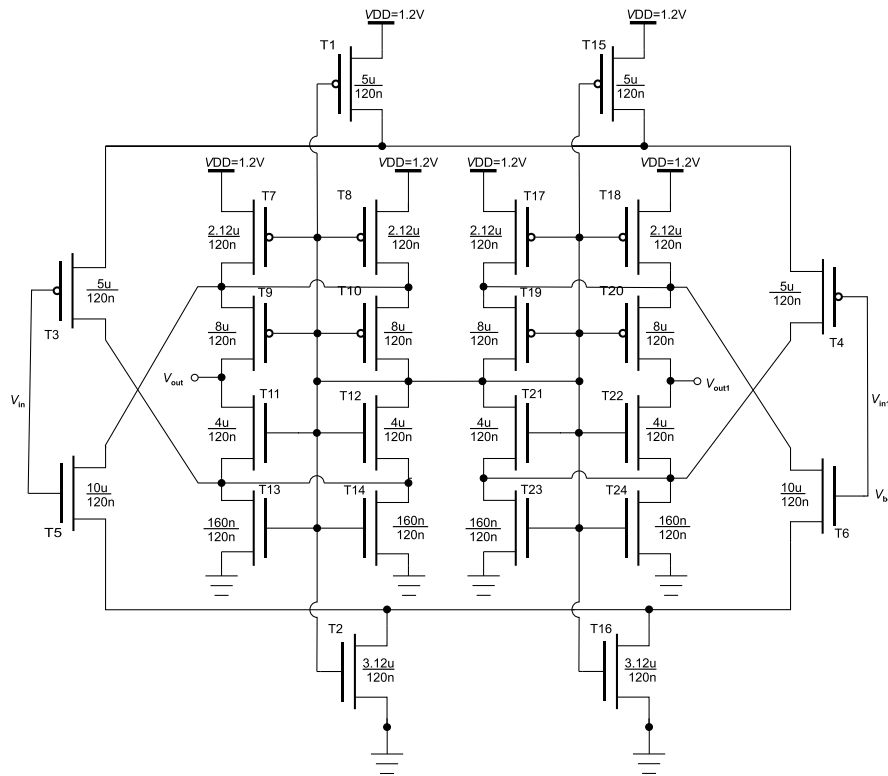 VDD=1.2V VDD=1.2V
T1 T15
5u 5u
120n 120n
VDD=1.2V VDD=1.2V VDD=1.2V VDD=1.2V
T7 T8 T17 T18
2.12u 2.12u 2.12u 2.12u
120n 120n 120n 120n
5u 5u
120n 120n
T9 T10 T19 T20
T3 T4
8u 8u 8u 8u
120n 120n 120n 120n
Vout Vout1
Vin Vin1
T11 T12 T21 T22
4u 4u 4u 4u
120n 120n 120n 120n
10u 10u
120n 120n
T13 T14 T23 T24
Vb
T5 T6
160n 160n 160n 160n
120n 120n 120n 120n
T2 T16
3.12u 3.12u
120n 120n